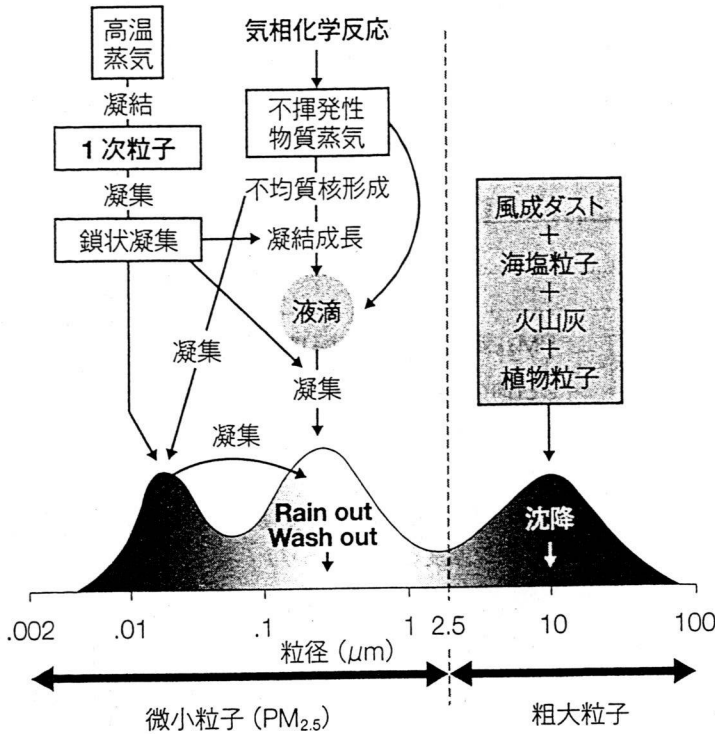 高温
蒸気
凝結
1次粒子
凝集
鎖状凝集
気相化学反応
不揮発性
物質蒸気
不均質核形成
凝結成長
液滴
凝集
凝集
凝集
風成ダスト
+
海塩粒子
+
火山灰
+
植物粒子
Rain out
Wash out
沈降
.002 .01 .1 1 2.5 10 100
粒径 (μm)
微小粒子 (PM2.5) 粗大粒子